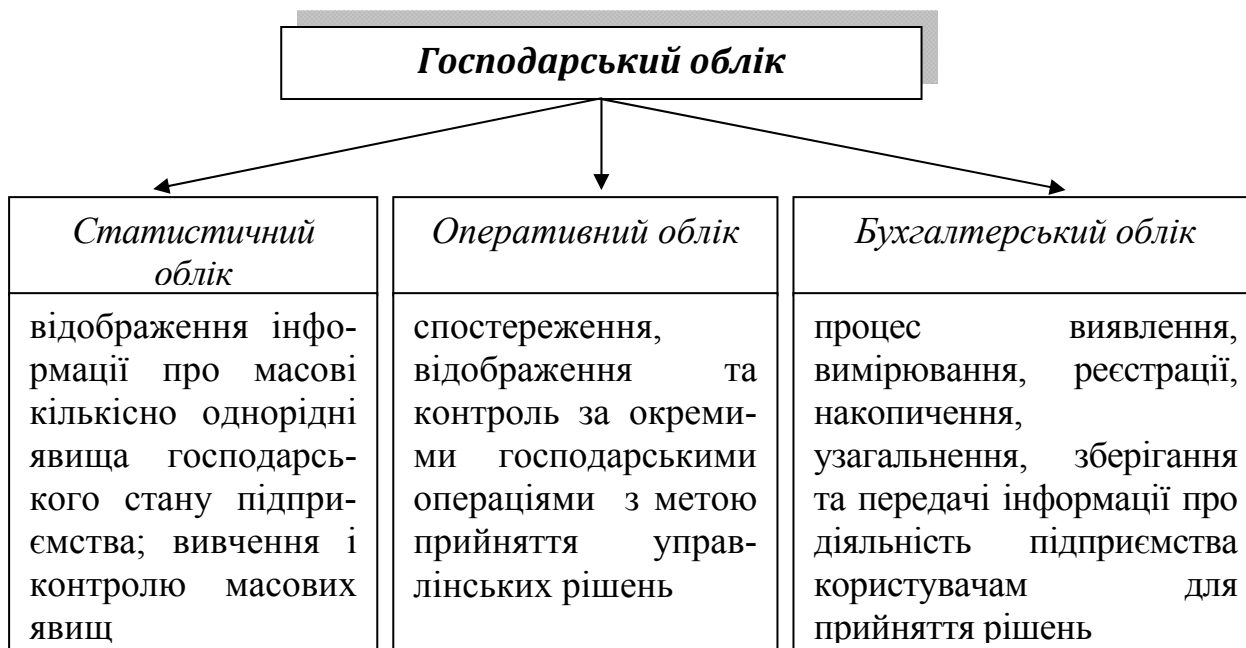 Господарський облік
Статистичний
облік
відображення інфо-
рмації про масові
кількісно однорідні
явища господарсь-
кого стану підпри-
ємства; вивчення і
контролю масових
явищ
Оперативний облік
спостереження,
відображення та
контроль за окреми-
ми господарськими
операціями з метою
прийняття управ-
лінських рішень
Бухгалтерський облік
процес виявлення,
вимірювання, реєстрації,
накопичення,
узагальнення, зберігання
та передачі інформації про
діяльність підприємства
користувачам для
прийняття рішень